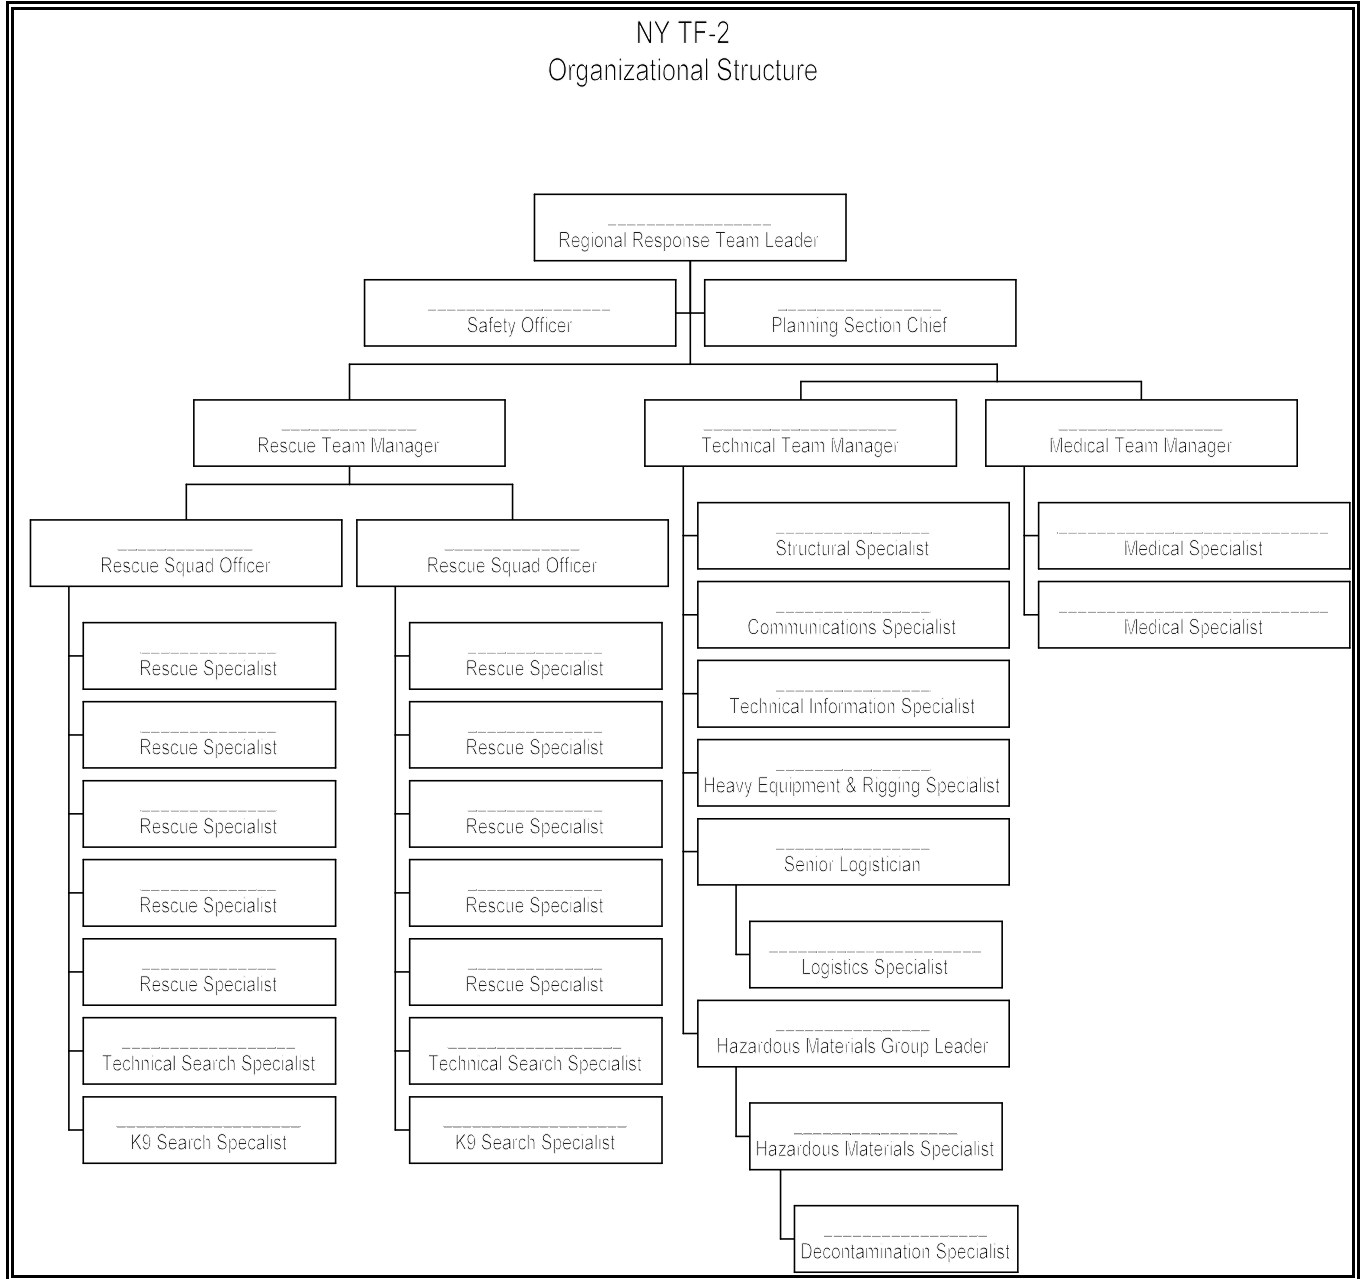 NY TF-2
Organizational Structure
Regional Response Team Leader
Safety Officer
Planning Section Chief
Rescue Team Manager
Technical Team Manager
Medical Team Manager
Rescue Squad Officer
Rescue Squad Officer
Rescue Specialist
Rescue Specialist
Rescue Specialist
Rescue Specialist
Rescue Specialist
Technical Search Specialist
K9 Search Specalist
Rescue Specialist
Rescue Specialist
Rescue Specialist
Rescue Specialist
Rescue Specialist
Technical Search Specialist
K9 Search Specialist
Structural Specialist
Communications Specialist
Technical Information Specialist
Heavy Equipment & Rigging Specialist
Senior Logistician
Logistics Specialist
Hazardous Materials Group Leader
Hazardous Materials Specialist
Decontamination Specialist
Medical Specialist
Medical Specialist